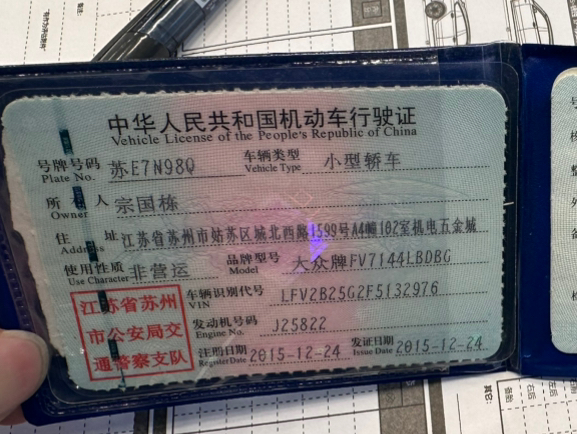 中华人民共和国机动车行驶证
Vehicle License of the People's Republic of China
号牌号码 苏E7N98Q 车辆类型 小型轿车
Plate No. Vehicle Type
所有人 宗国栋
Owner
住址 江苏省苏州市姑苏区城北西路1599号A4幢102室机电五金城
Address
使用性质 非营运 品牌型号 大众牌FV7144LBDBG
Use Character Model
江苏省苏州 车辆识别代号 LFV2B25G2F5132976
VIN
市公安局交 发动机号码 J25822
Engine No.
通警察支队 注册日期 2015-12-24 发证日期 2015-12-24
Register Date Issue Date